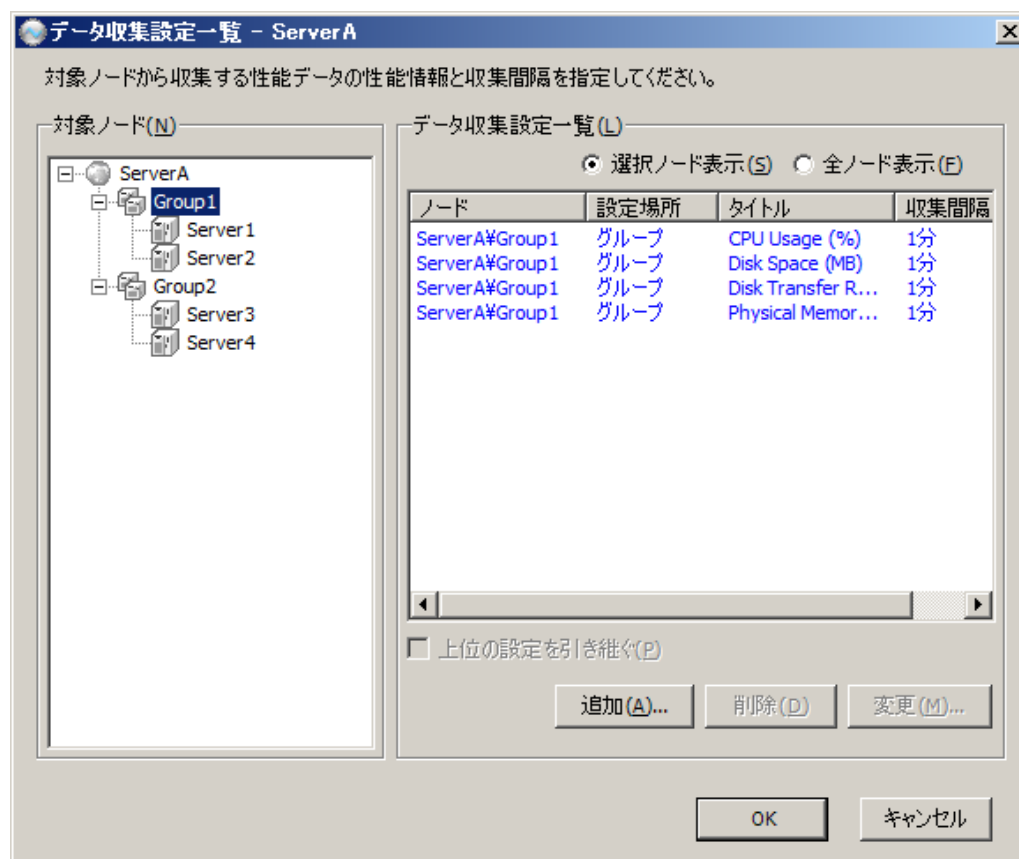 データ収集設定一覧 - ServerA
対象ノードから収集する性能データの性能情報と収集間隔を指定してください。
対象ノード(N)
ServerA
Group1
Server1
Server2
Group2
Server3
Server4
データ収集設定一覧(L)
選択ノード表示(S) 全ノード表示(F)
ノード 設定場所 タイトル 収集間隔
ServerA¥Group1 グループ CPU Usage (%) 1分
ServerA¥Group1 グループ Disk Space (MB) 1分
ServerA¥Group1 グループ Disk Transfer R... 1分
ServerA¥Group1 グループ Physical Memor... 1分
上位の設定を引き継ぐ(P)
追加(A)... 削除(D) 変更(M)...
OK キャンセル